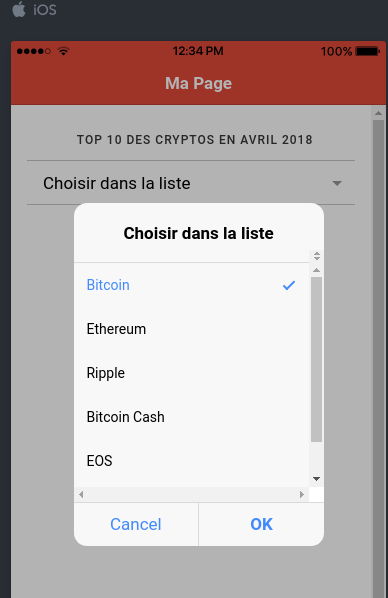 iOS
12:34 PM
100%
Ma Page
TOP 10 DES CRYPTOS EN AVRIL 2018
Choisir dans la liste
Choisir dans la liste
Bitcoin
Ethereum
Ripple
Bitcoin Cash
EOS
Cancel
OK